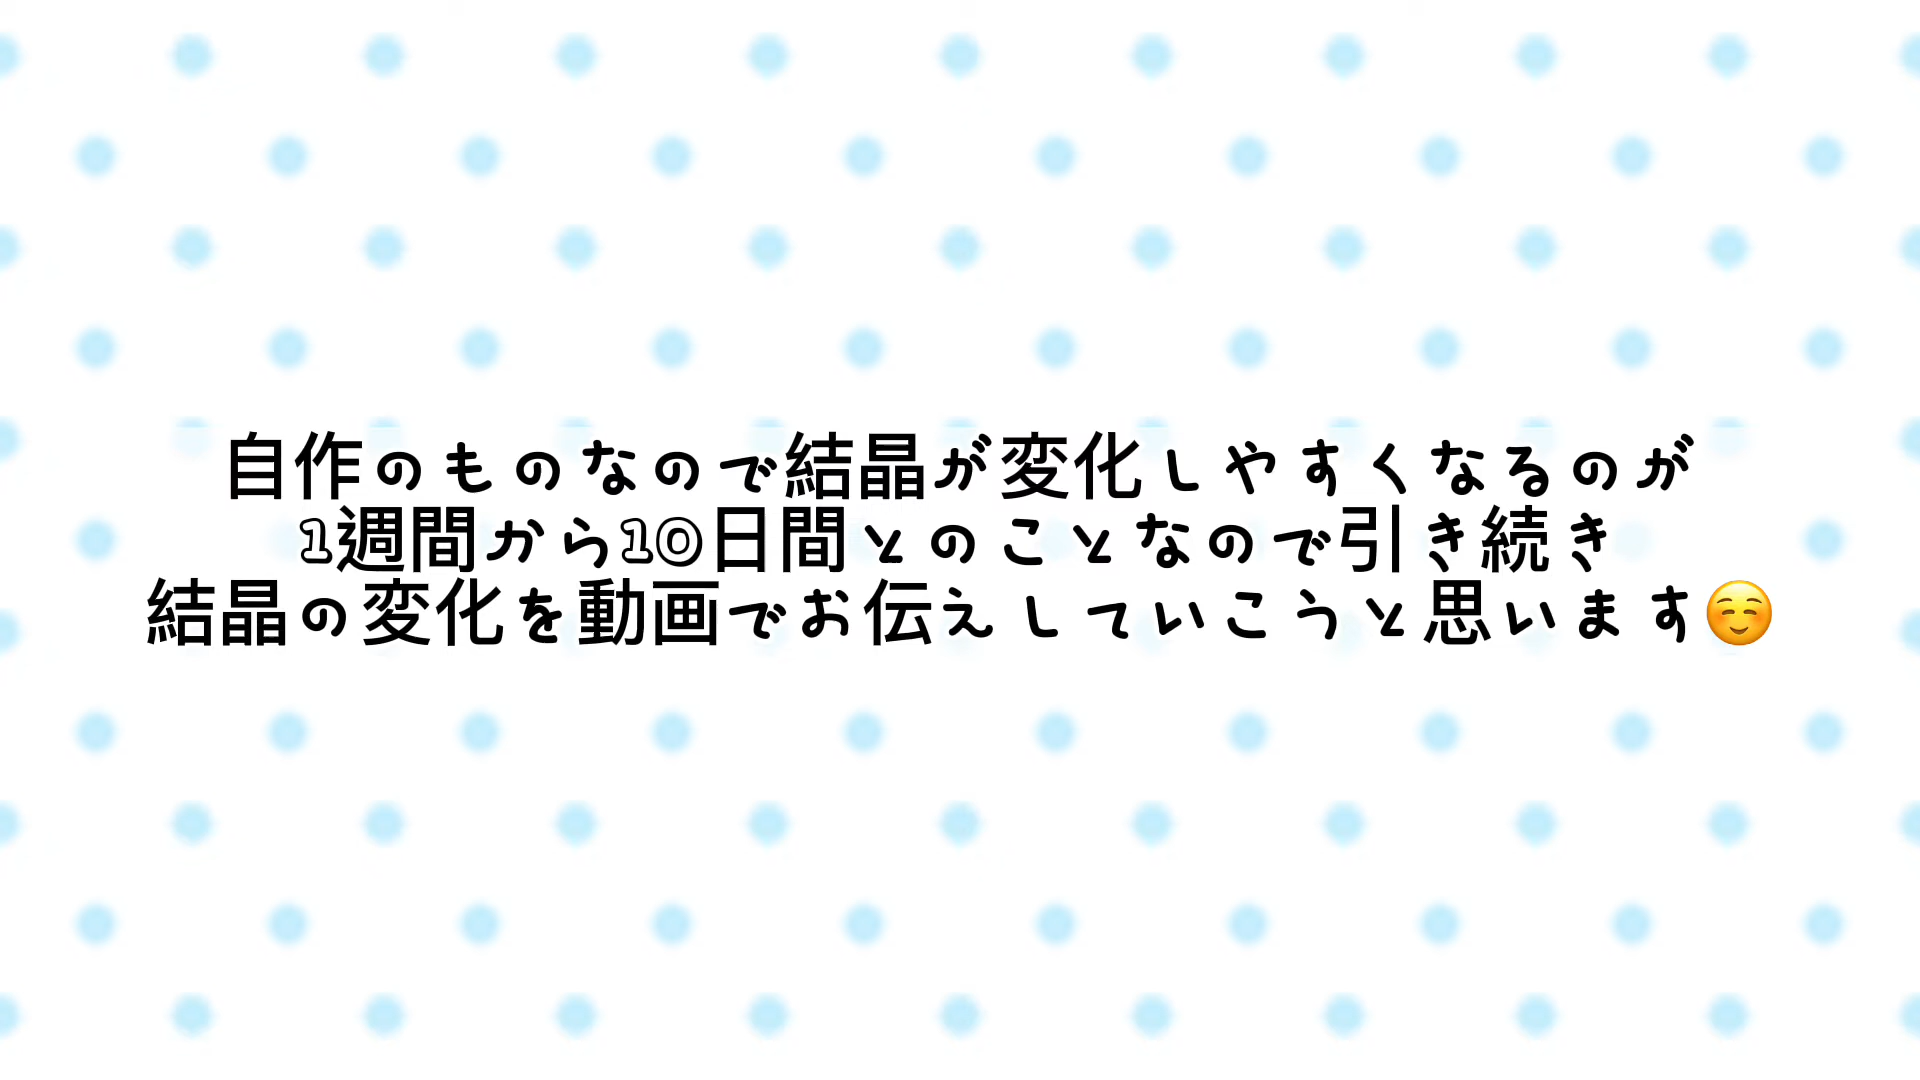 自作のものなので結晶が変化しやすくなるのが
1週間から10日間とのことなので引き続き
結晶の変化を動画でお伝えしていこうと思います☺️